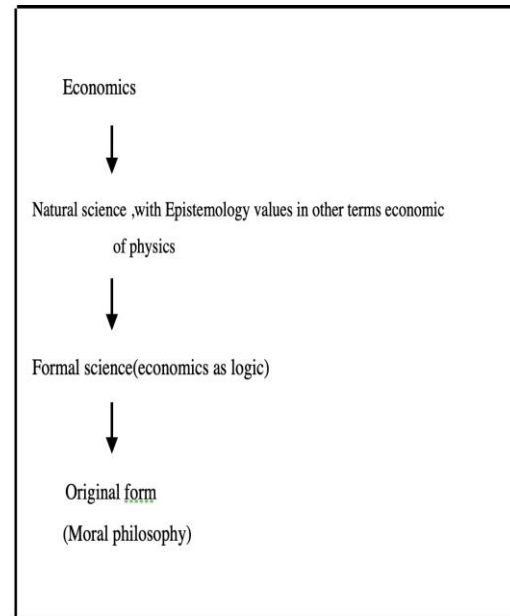 Economics
Natural science ,with Epistemology values in other terms economic
of physics
Formal science(economics as logic)
Original form
(Moral philosophy)